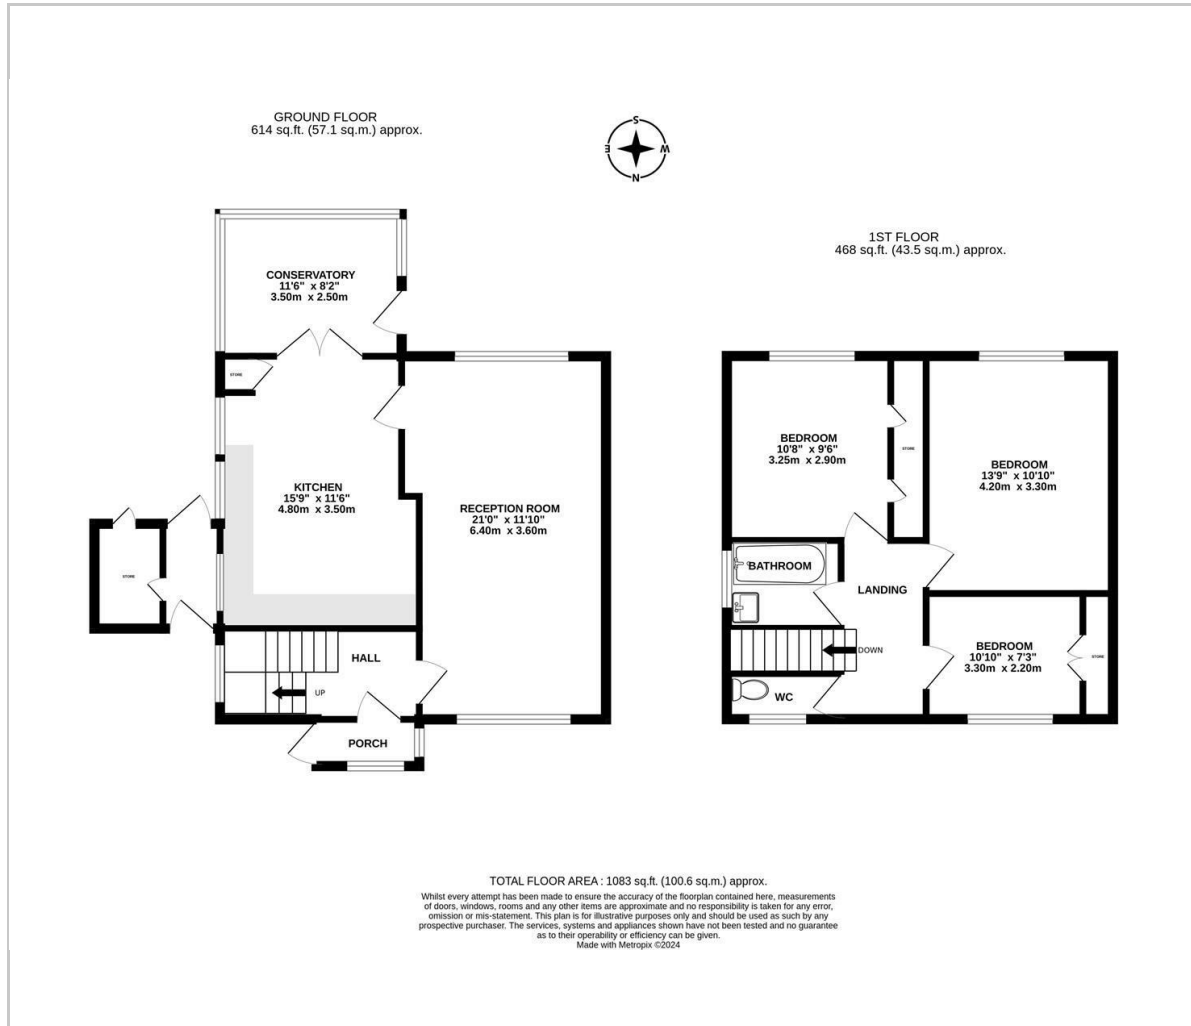 GROUND FLOOR
614 sq.ft. (57.1 sq.m.) approx.
S
E
W
N
1ST FLOOR
468 sq.ft. (43.5 sq.m.) approx.
CONSERVATORY
11'6" x 8'2"
3.50m x 2.50m
STORE
KITCHEN
15'9" x 11'6"
4.80m x 3.50m
RECEPTION ROOM
21'0" x 11'10"
6.40m x 3.60m
STORE
HALL
UP
PORCH
BEDROOM
10'8" x 9'6"
3.25m x 2.90m
STORE
BEDROOM
13'9" x 10'10"
4.20m x 3.30m
BATHROOM
LANDING
DOWN
BEDROOM
10'10" x 7'3"
3.30m x 2.20m
STORE
WC
TOTAL FLOOR AREA : 1083 sq.ft. (100.6 sq.m.) approx.
Whilst every attempt has been made to ensure the accuracy of the floorplan contained here, measurements
of doors, windows, rooms and any other items are approximate and no responsibility is taken for any error,
omission or mis-statement. This plan is for illustrative purposes only and should be used as such by any
prospective purchaser. The services, systems and appliances shown have not been tested and no guarantee
as to their operability or efficiency can be given.
Made with Metropix ©2024